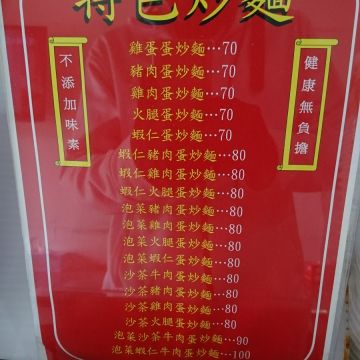 特色炒麵
不添加味素
健康無負擔
雞蛋蛋炒麵…70
豬肉蛋炒麵…70
雞肉蛋炒麵…70
火腿蛋炒麵…70
蝦仁蛋炒麵…70
蝦仁豬肉蛋炒麵…80
蝦仁雞肉蛋炒麵…80
蝦仁火腿蛋炒麵…80
泡菜豬肉蛋炒麵…80
泡菜雞肉蛋炒麵…80
泡菜火腿蛋炒麵…80
泡菜蝦仁蛋炒麵…80
沙茶牛肉蛋炒麵…80
沙茶豬肉蛋炒麵…80
沙茶雞肉蛋炒麵…80
沙茶火腿蛋炒麵…80
泡菜沙茶牛肉蛋炒麵…90
泡菜蝦仁牛肉蛋炒麵…100